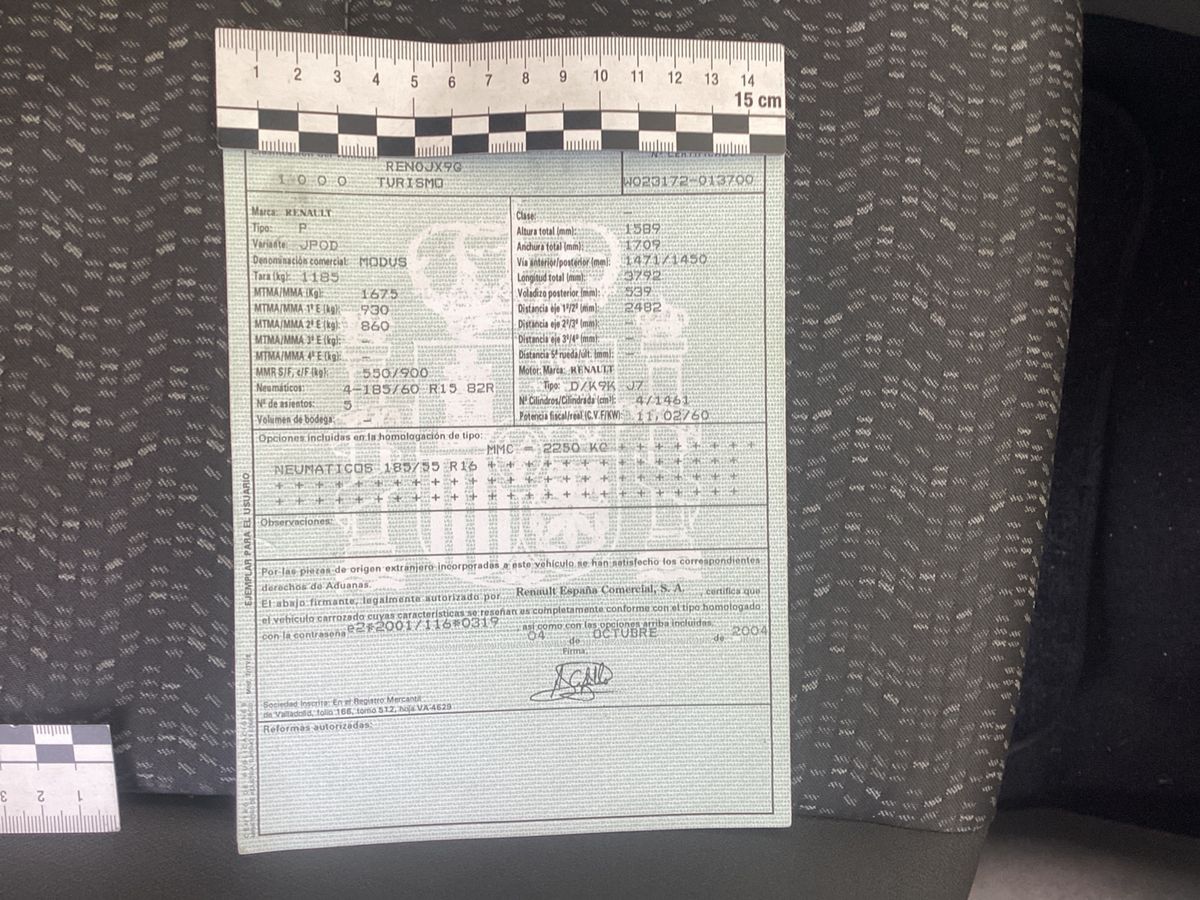 1 2 3 4 5 6 7 8 9 10 11 12 13 14
15 cm
RENOJX9G
1 0 0 0 TURISMO
W023172-013700
Marca: RENAULT
Tipo: P
Variante: JPOD
Denominación comercial: MODUS
Tara (kg): 1185
MTMA/MMA (Kg): 1675
MTMA/MMA 1º E (kg): 930
MTMA/MMA 2º E (kg): 860
MTMA/MMA 3º E (kg): -
MTMA/MMA 4º E (kg): -
MMR S/F, c/F (kg): 550/900
Neumáticos: 4-185/60 R15 82R
Nº de asientos: 5
Volumen de bodega: -
Clase: -
Altura total (mm): 1589
Anchura total (mm): 1709
Vía anterior/posterior (mm): 1471/1450
Longitud total (mm): 3792
Voladizo posterior (mm): 539
Distancia eje 1º/2º (mm): 2482
Distancia eje 2º/3º (mm): -
Distancia eje 3º/4º (mm): -
Distancia 5ª rueda/últ. (mm): -
Motor: Marca: RENAULT
Tipo: D/K9K J7
Nº Cilindros/Cilindrada (cm³): 4/1461
Potencia fiscal/real (C.V.F/KW): 11,02/60
Opciones incluidas en la homologación de tipo:
MMC = 2250 KG + + + + + + + +
NEUMATICOS 185/55 R16 + + + + + + + + + + + + + +
+ + + + + + + + + + + + + + + + + + + + + + + + +
+ + + + + + + + + + + + + + + + + + + + + + + + +
Observaciones:
Por las piezas de origen extranjero incorporadas a este vehículo se han satisfecho los correspondientes
derechos de Aduanas.
El abajo firmante, legalmente autorizado por Renault España Comercial, S. A. , certifica que
el vehículo carrozado cuyas características se reseñan es completamente conforme con el tipo homologado
con la contraseña e2*2001/116*0319 así como con las opciones arriba incluidas.
04 de OCTUBRE de 2004
Firma,
Sociedad Inscrita: En el Registro Mercantil
de Valladolid, folio 166, tomo 512, hoja VA-4629
Reformas autorizadas:
EJEMPLAR PARA EL USUARIO
1 2 3